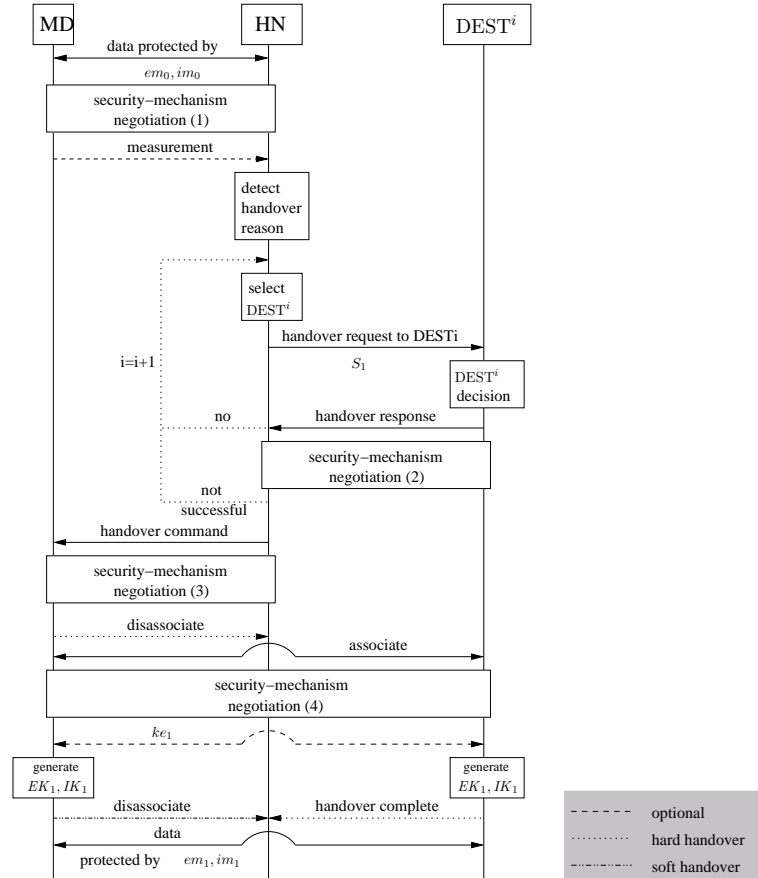 MD HN DEST^i
data protected by
em_0, im_0
security−mechanism
negotiation (1)
measurement
detect
handover
reason
select
DEST^i
handover request to DESTi
S_1
i=i+1
DEST^i
decision
no
handover response
security−mechanism
negotiation (2)
not
successful
handover command
security−mechanism
negotiation (3)
disassociate
associate
security−mechanism
negotiation (4)
ke_1
generate
EK_1, IK_1
generate
EK_1, IK_1
disassociate
handover complete
data
protected by em_1, im_1
optional
hard handover
soft handover